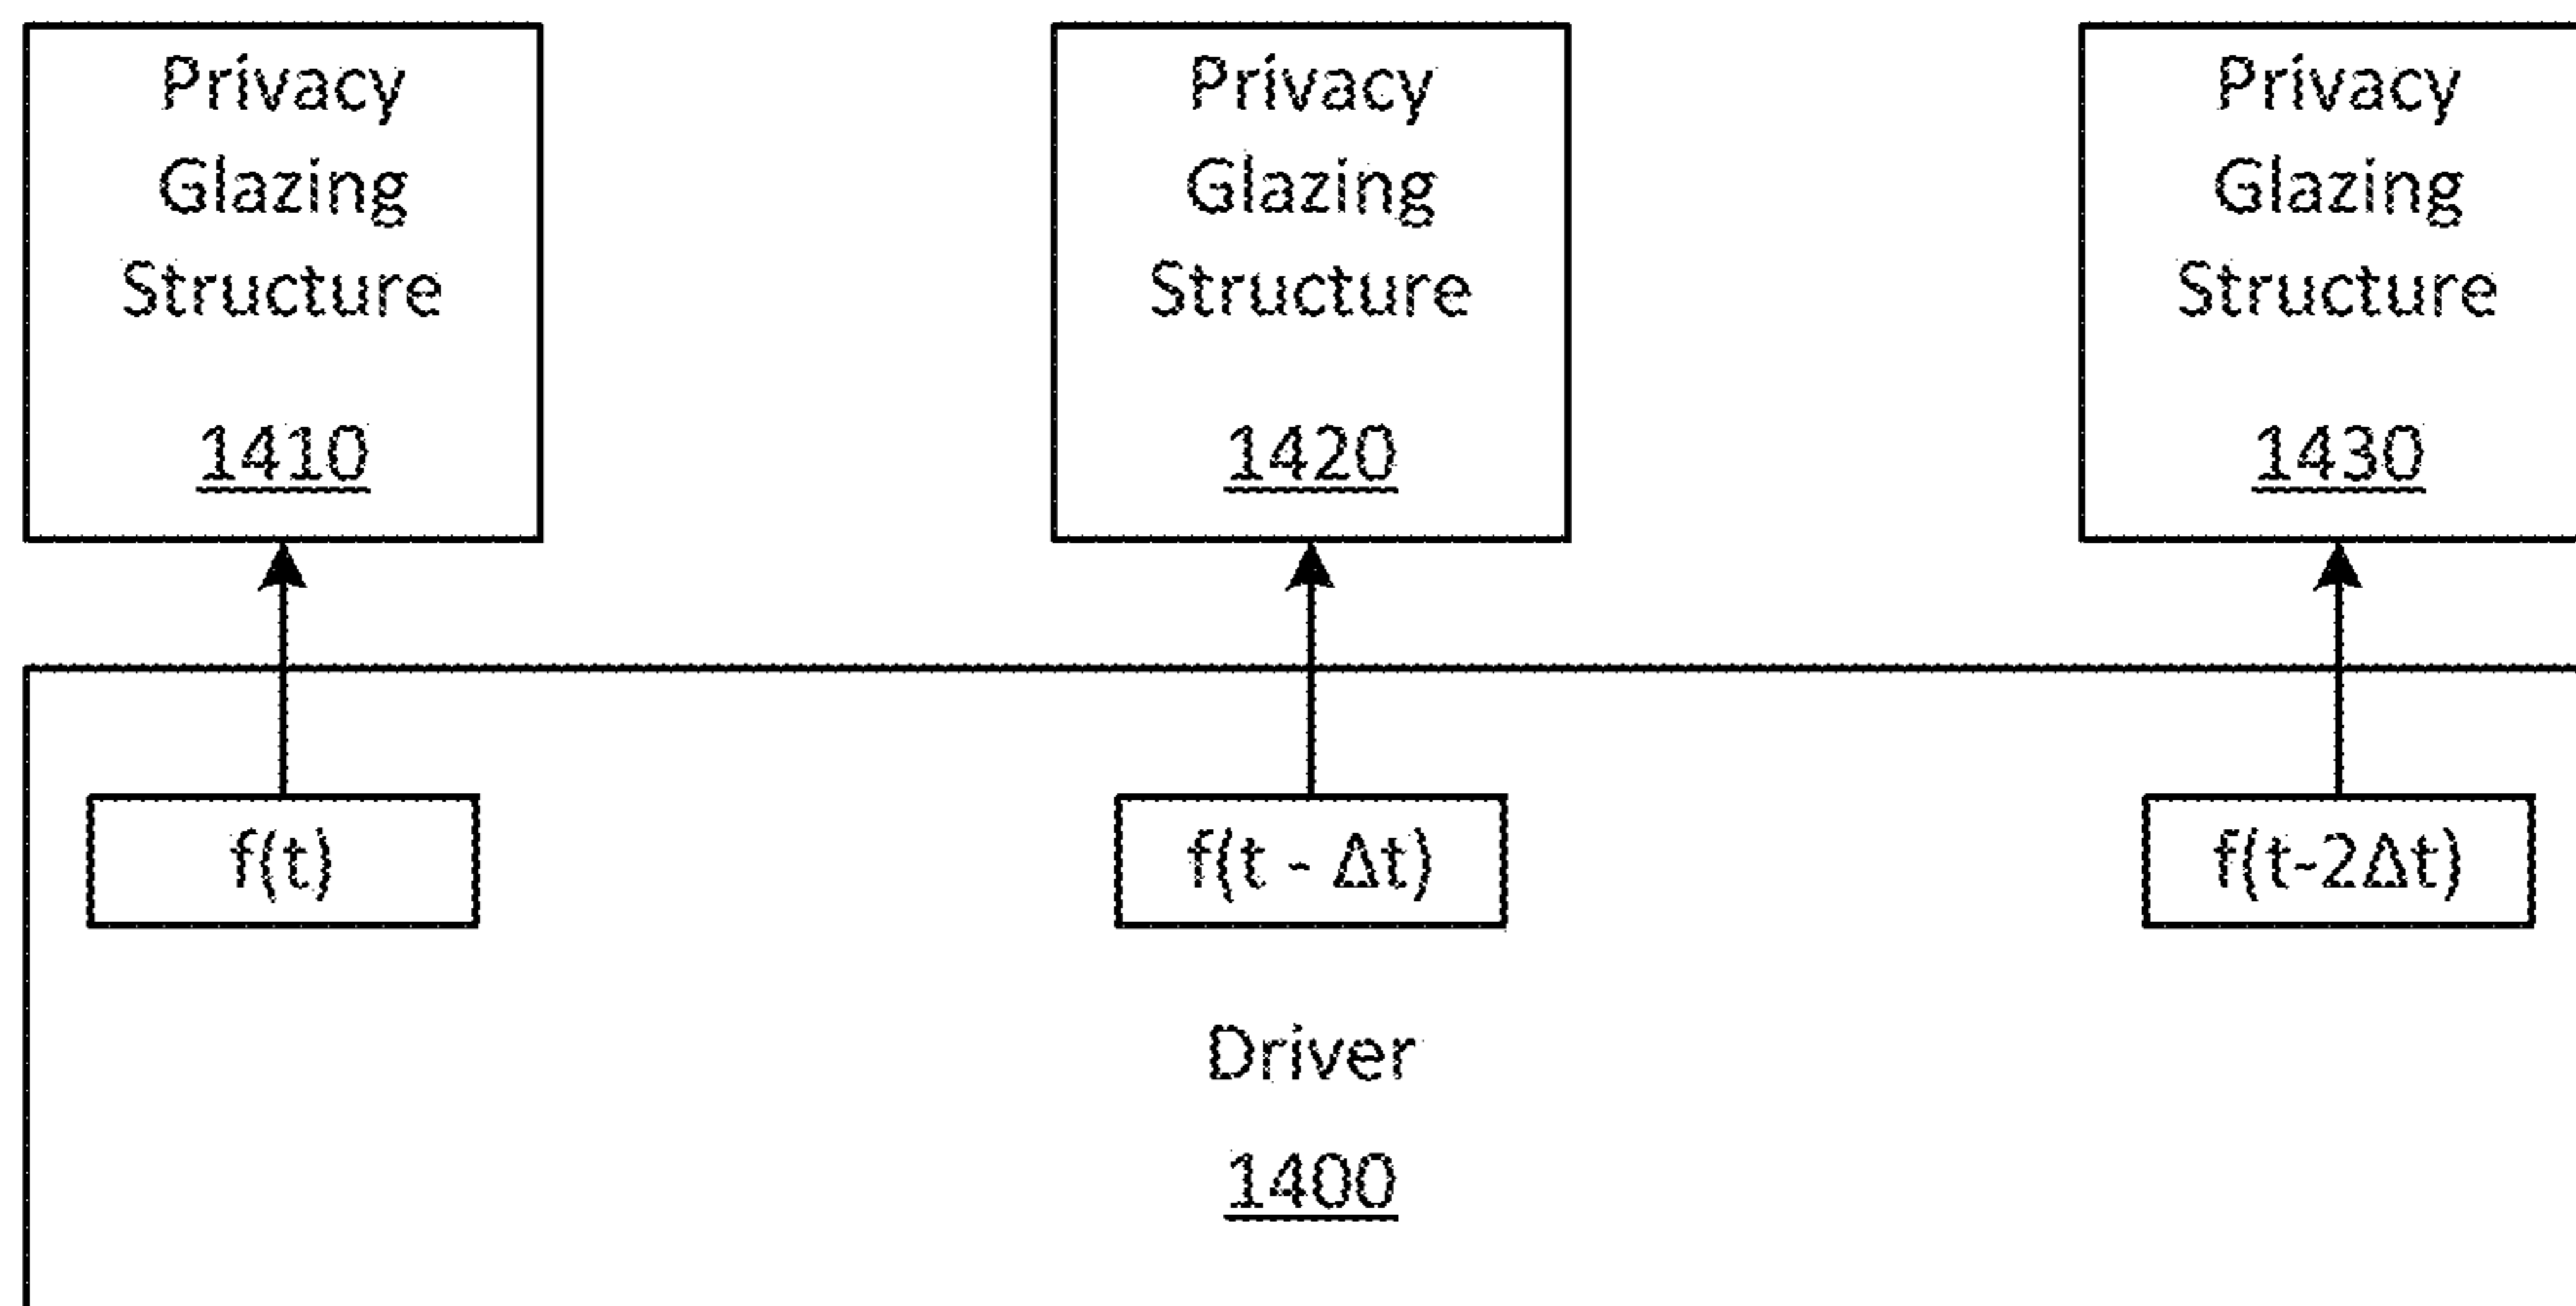 Privacy
Glazing
Structure
1410
Privacy
Glazing
Structure
1420
Privacy
Glazing
Structure
1430
f(t)
f(t - Δt)
f(t-2Δt)
Driver
1400